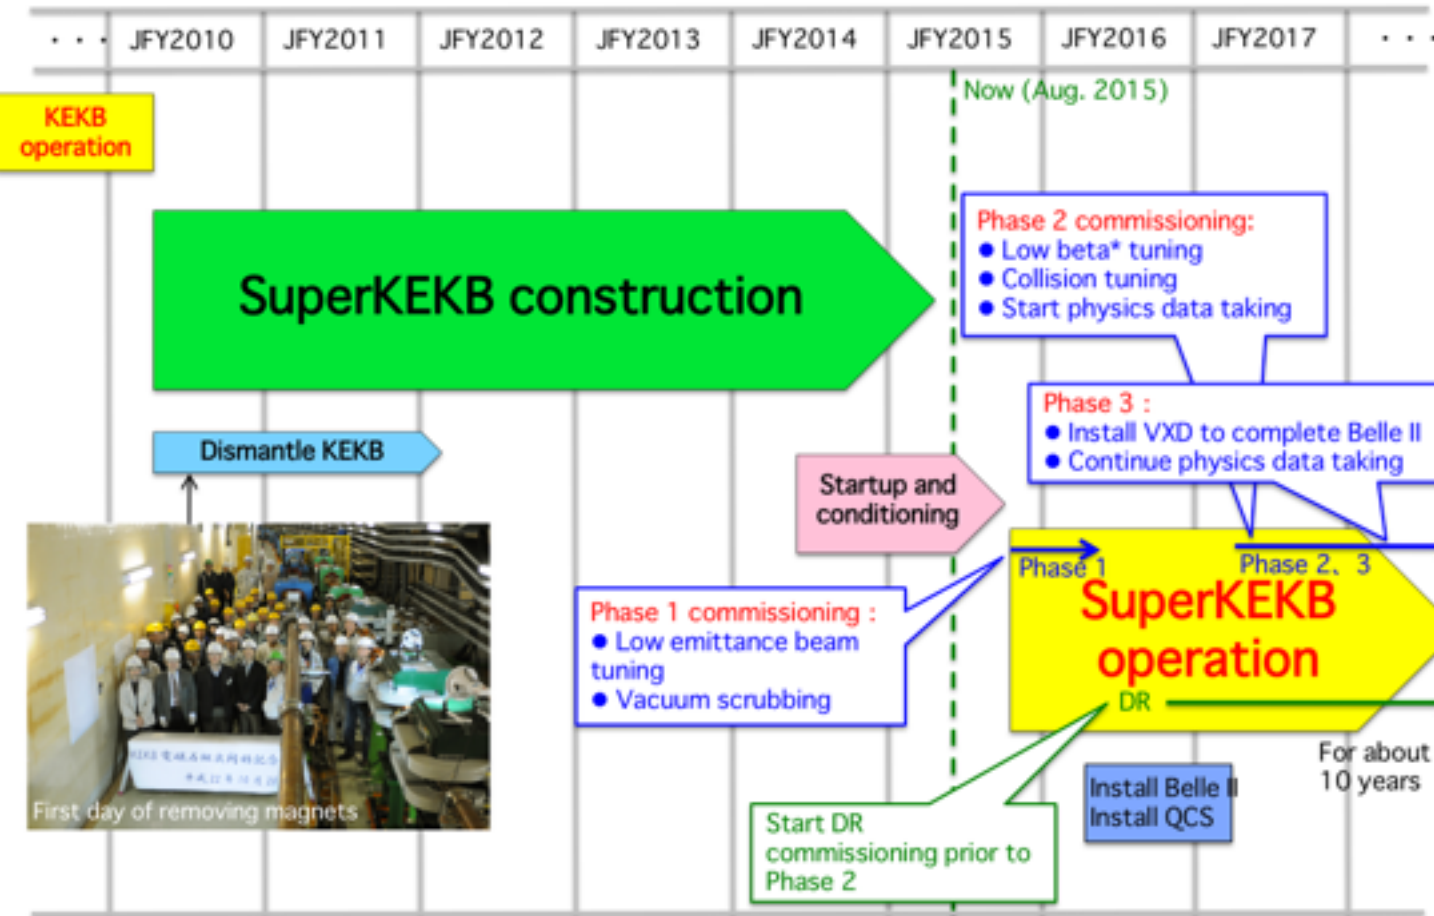 · · · JFY2010 JFY2011 JFY2012 JFY2013 JFY2014 JFY2015 JFY2016 JFY2017 · · ·
Now (Aug. 2015)
KEKB
operation
SuperKEKB construction
Phase 2 commissioning:
● Low beta* tuning
● Collision tuning
● Start physics data taking
Phase 3 :
● Install VXD to complete Belle II
● Continue physics data taking
Dismantle KEKB
Startup and
conditioning
Phase 1
Phase 2、3
SuperKEKB
operation
DR
Phase 1 commissioning :
● Low emittance beam
tuning
● Vacuum scrubbing
For about
10 years
Install Belle II
Install QCS
Start DR
commissioning prior to
Phase 2
KEKB
First day of removing magnets